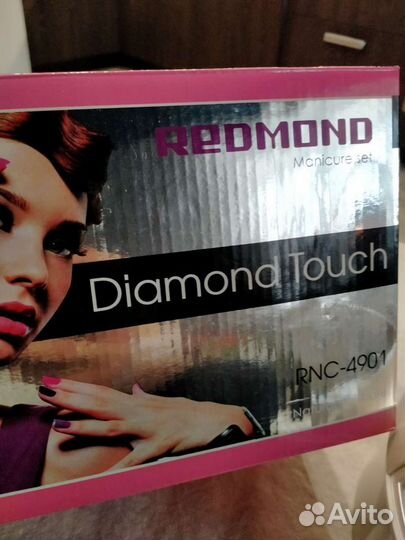 REDMOND
Manicure set
Diamond Touch
RNC-4901
Avito